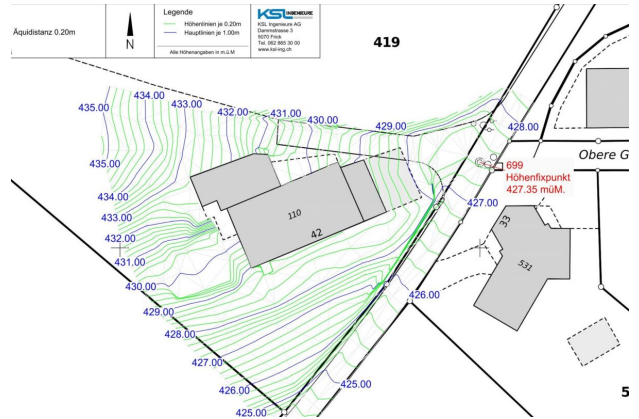 Äquidistanz 0.20m
N
Legende
Höhenlinien je 0.20m
Hauptlinien je 1.00m
Alle Höhenangaben in m.ü.M
KSL INGENIEURE
KSL Ingenieure AG
Dammstrasse 3
5070 Frick
Tel. 062 865 30 00
www.ksl-ing.ch
419
434.00
435.00
433.00
432.00
431.00
430.00
429.00
428.00
Obere G
435.00
699
Höhenfixpunkt
427.35 müM.
434.00
433.00
427.00
432.00
110
42
33
431.00
531
430.00
426.00
429.00
428.00
427.00
426.00
425.00
425.00
5